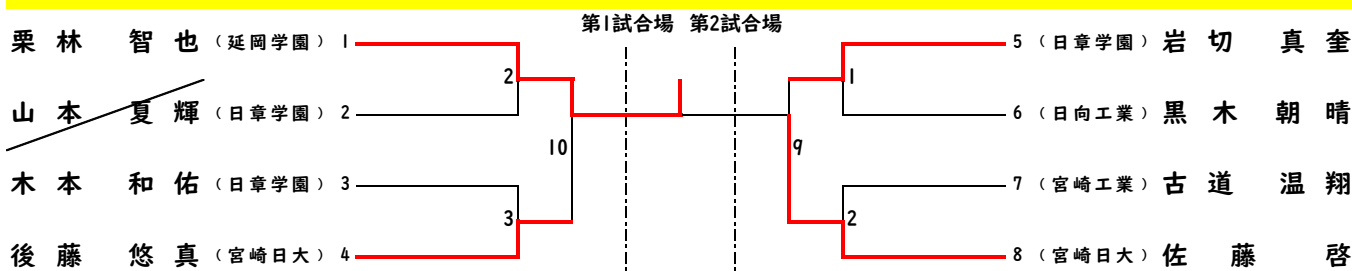 第1試合場 第2試合場
栗林 智也 (延岡学園) 1
5 (日章学園) 岩切 真奎
2
1
山本 夏輝 (日章学園) 2
6 (日向工業) 黒木 朝晴
10
9
木本 和佑 (日章学園) 3
7 (宮崎工業) 古道 温翔
3
2
後藤 悠真 (宮崎日大) 4
8 (宮崎日大) 佐藤 啓